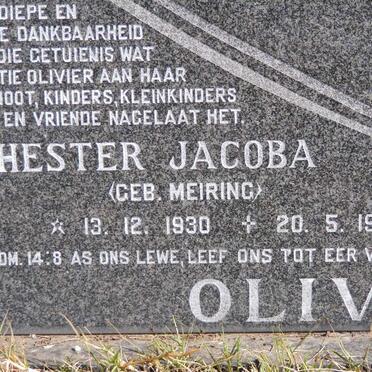 DIEPE EN
E DANKBAARHEID
DIE GETUIENIS WAT
TIE OLIVIER AAN HAAR
NOOT, KINDERS, KLEINKINDERS
EN VRIENDE NAGELAAT HET.
HESTER JACOBA
(GEB. MEIRING)
☆ 13. 12. 1930 ✢ 20. 5. 19
OM. 14:8 AS ONS LEWE, LEEF ONS TOT EER V
OLIV